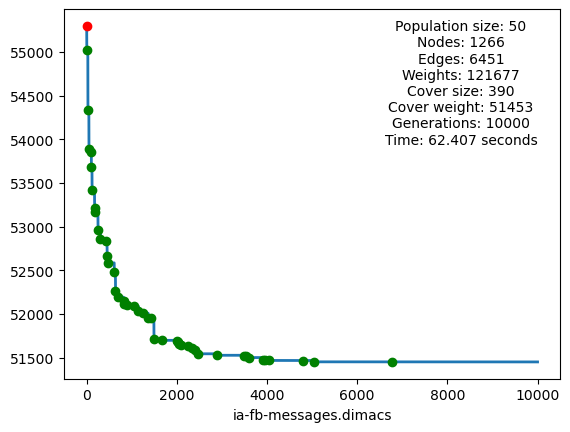 Population size: 50
Nodes: 1266
Edges: 6451
Weights: 121677
Cover size: 390
Cover weight: 51453
Generations: 10000
Time: 62.407 seconds
55000
54500
54000
53500
53000
52500
52000
51500
0 2000 4000 6000 8000 10000
ia-fb-messages.dimacs